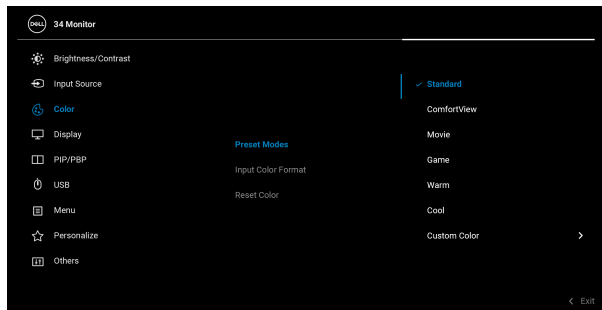 DELL 34 Monitor
Brightness/Contrast
Input Source
Color
Display
PIP/PBP
USB
Menu
Personalize
Others
Preset Modes
Input Color Format
Reset Color
Standard
ComfortView
Movie
Game
Warm
Cool
Custom Color
Exit